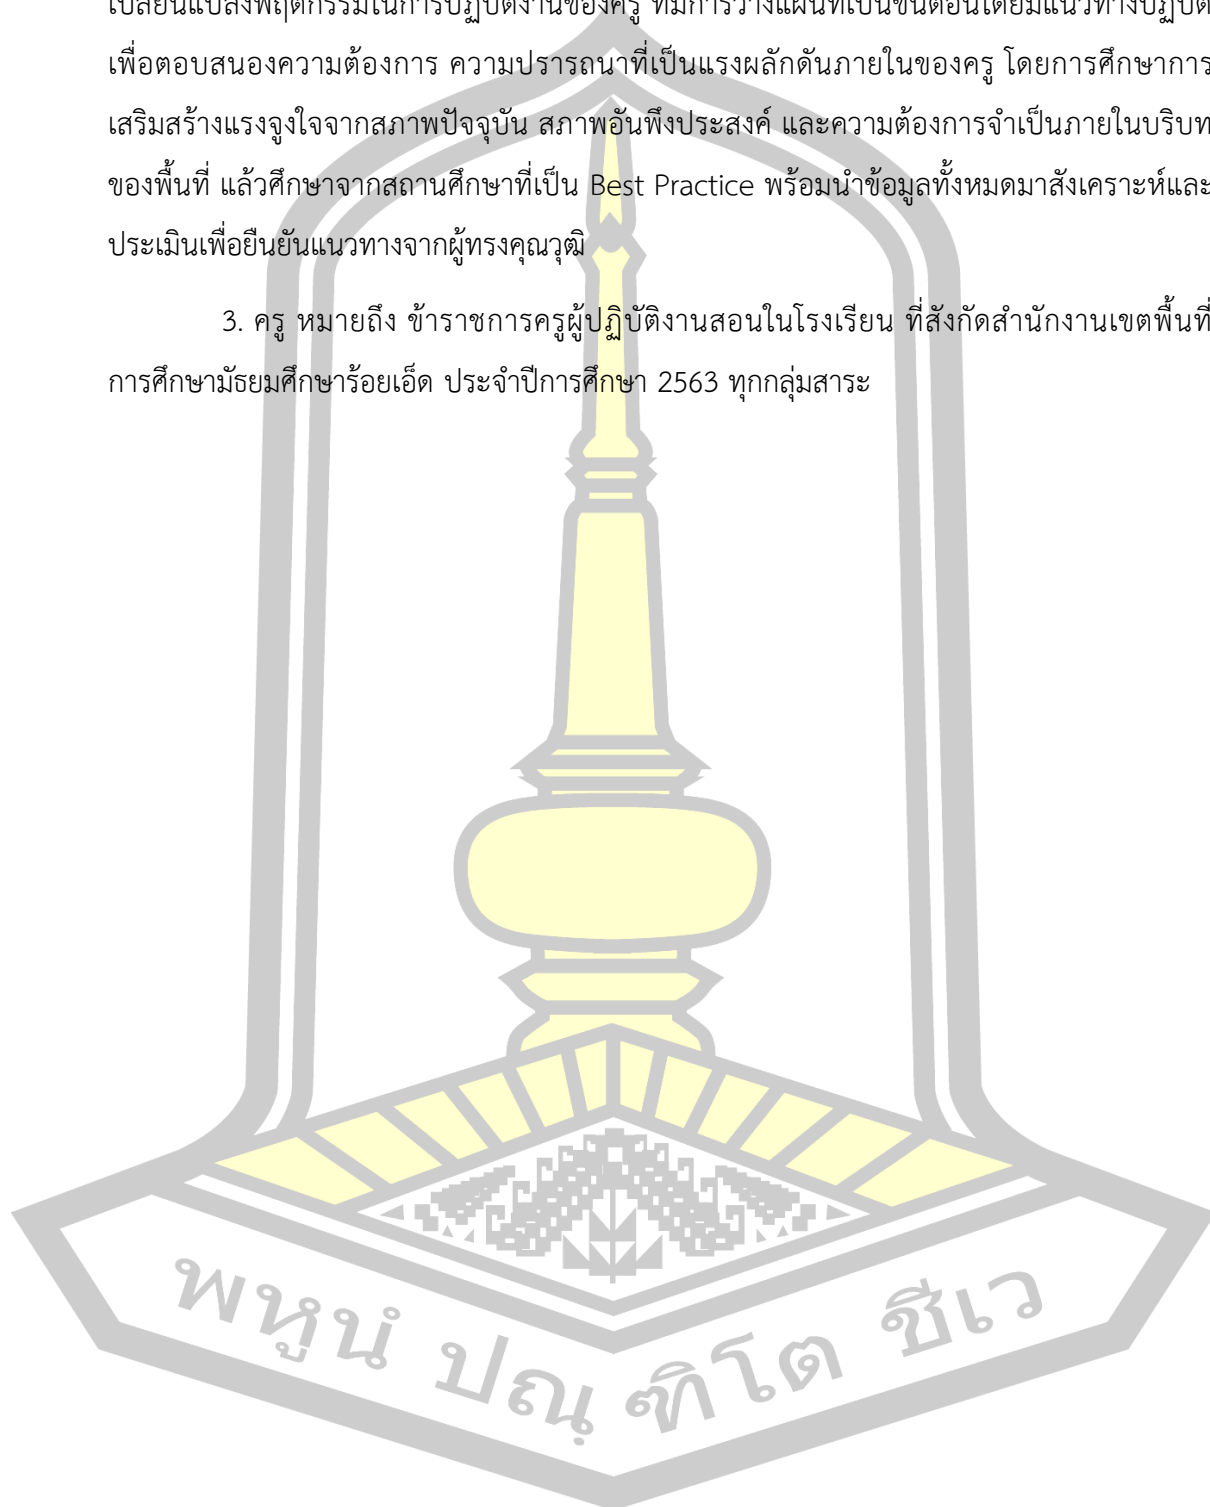 เปลี่ยนแปลงพฤติกรรมในการปฏิบัติงานของครู ที่มีการวางแผนที่เป็นขั้นตอนโดยมีแนวทางปฏิบัติ
เพื่อตอบสนองความต้องการ ความปรารถนาที่เป็นแรงผลักดันภายในของครู โดยการศึกษาการ
เสริมสร้างแรงจูงใจจากสภาพปัจจุบัน สภาพอันพึงประสงค์ และความต้องการจำเป็นภายในบริบท
ของพื้นที่ แล้วศึกษาจากสถานศึกษาที่เป็น Best Practice พร้อมนำข้อมูลทั้งหมดมาสังเคราะห์และ
ประเมินเพื่อยืนยันแนวทางจากผู้ทรงคุณวุฒิ
3. ครู หมายถึง ข้าราชการครูผู้ปฏิบัติงานสอนในโรงเรียน ที่สังกัดสำนักงานเขตพื้นที่
การศึกษามัธยมศึกษาร้อยเอ็ด ประจำปีการศึกษา 2563 ทุกกลุ่มสาระ
พหูนํ ปณฺ ฑิโต ชีเว